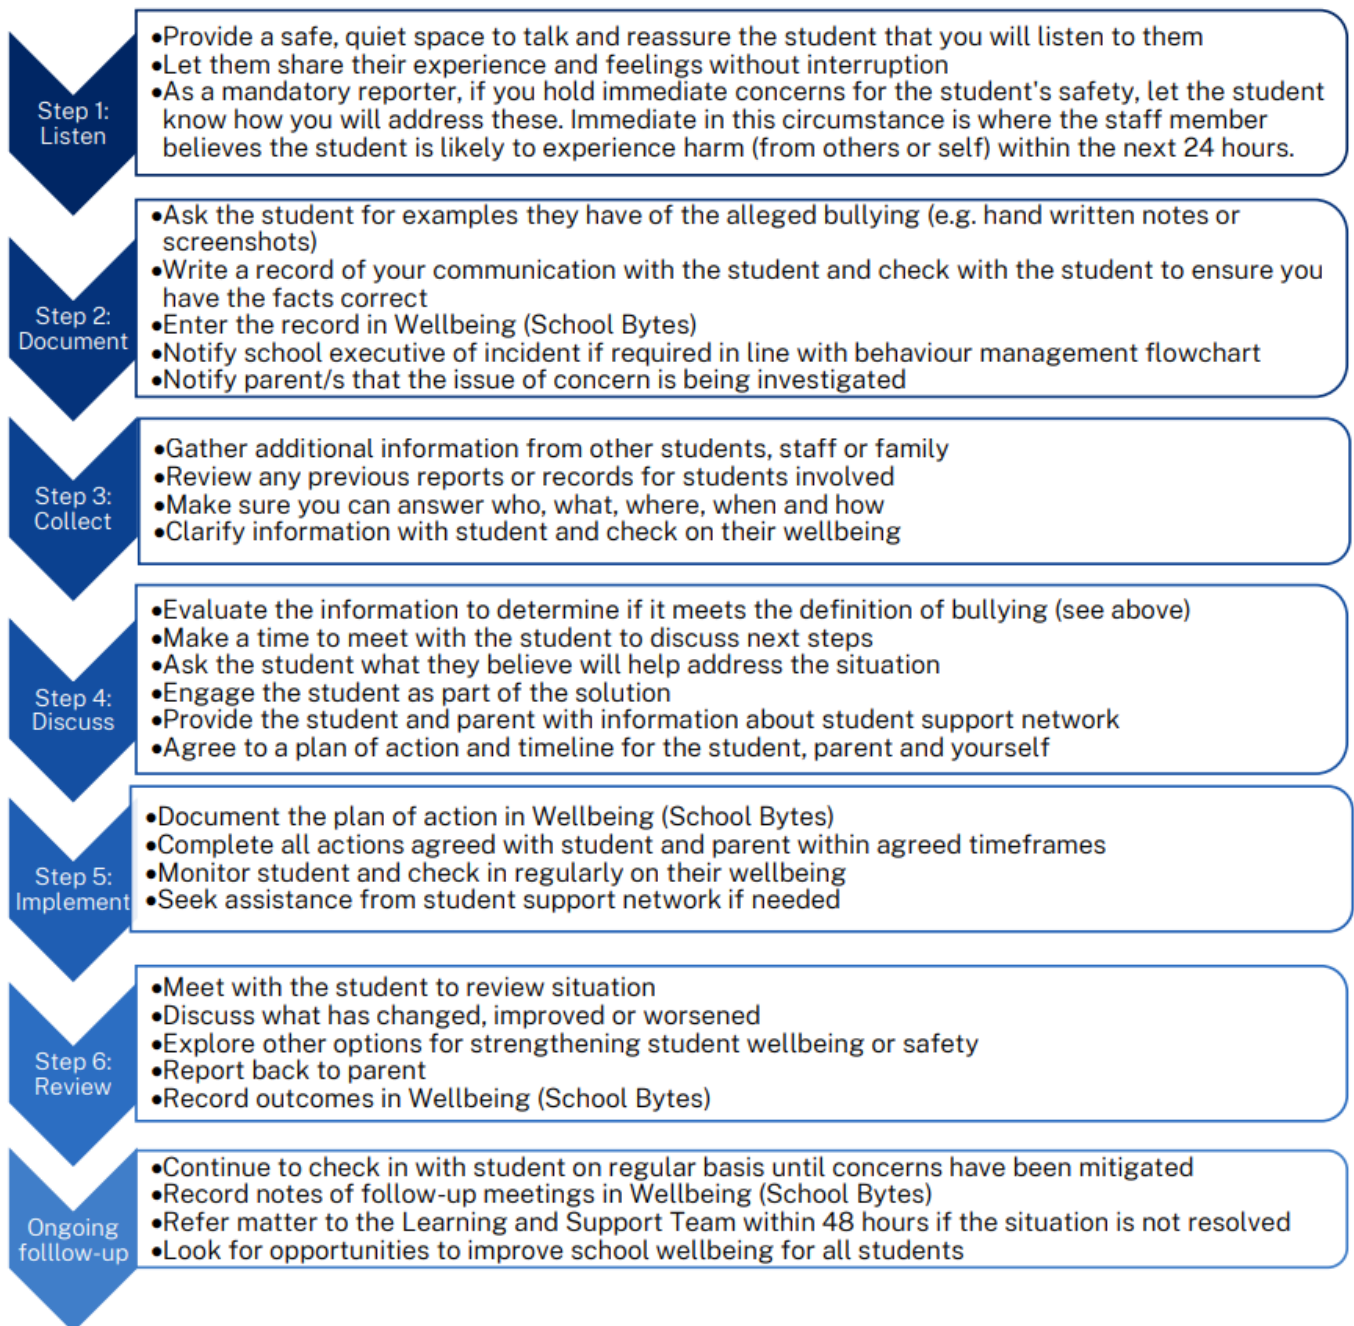 Step 1:
Listen
•Provide a safe, quiet space to talk and reassure the student that you will listen to them
•Let them share their experience and feelings without interruption
•As a mandatory reporter, if you hold immediate concerns for the student's safety, let the student
know how you will address these. Immediate in this circumstance is where the staff member
believes the student is likely to experience harm (from others or self) within the next 24 hours.
Step 2:
Document
•Ask the student for examples they have of the alleged bullying (e.g. hand written notes or
screenshots)
•Write a record of your communication with the student and check with the student to ensure you
have the facts correct
•Enter the record in Wellbeing (School Bytes)
•Notify school executive of incident if required in line with behaviour management flowchart
•Notify parent/s that the issue of concern is being investigated
Step 3:
Collect
•Gather additional information from other students, staff or family
•Review any previous reports or records for students involved
•Make sure you can answer who, what, where, when and how
•Clarify information with student and check on their wellbeing
Step 4:
Discuss
•Evaluate the information to determine if it meets the definition of bullying (see above)
•Make a time to meet with the student to discuss next steps
•Ask the student what they believe will help address the situation
•Engage the student as part of the solution
•Provide the student and parent with information about student support network
•Agree to a plan of action and timeline for the student, parent and yourself
Step 5:
Implement
•Document the plan of action in Wellbeing (School Bytes)
•Complete all actions agreed with student and parent within agreed timeframes
•Monitor student and check in regularly on their wellbeing
•Seek assistance from student support network if needed
Step 6:
Review
•Meet with the student to review situation
•Discuss what has changed, improved or worsened
•Explore other options for strengthening student wellbeing or safety
•Report back to parent
•Record outcomes in Wellbeing (School Bytes)
Ongoing
folllow-up
•Continue to check in with student on regular basis until concerns have been mitigated
•Record notes of follow-up meetings in Wellbeing (School Bytes)
•Refer matter to the Learning and Support Team within 48 hours if the situation is not resolved
•Look for opportunities to improve school wellbeing for all students